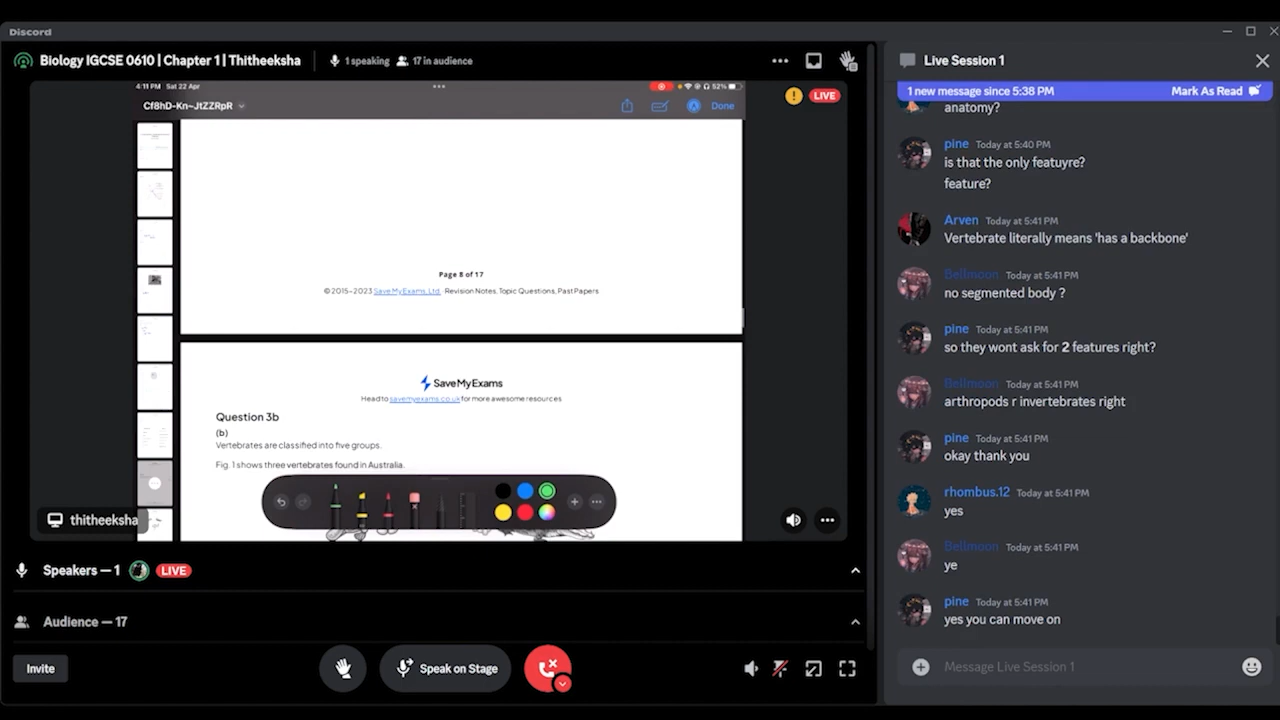 Discord
Biology IGCSE 0610 | Chapter 1 | Thitheeksha
1 speaking
17 in audience
4:11 PM Sat 22 Apr
52%
Cf8hD-Kn~JtZZRpR
Done
LIVE
Page 8 of 17
© 2015-2023 Save My Exams, Ltd. · Revision Notes, Topic Questions, Past Papers
SaveMyExams
Head to savemyexams.co.uk for more awesome resources
Question 3b
(b)
Vertebrates are classified into five groups.
Fig. 1 shows three vertebrates found in Australia.
thitheeksha
Speakers — 1
LIVE
Audience — 17
Invite
Speak on Stage
Live Session 1
1 new message since 5:38 PM
Mark As Read
anatomy?
pine Today at 5:40 PM
is that the only featuyre?
feature?
Arven Today at 5:41 PM
Vertebrate literally means 'has a backbone'
Bellmoon Today at 5:41 PM
no segmented body ?
pine Today at 5:41 PM
so they wont ask for 2 features right?
Bellmoon Today at 5:41 PM
arthropods r invertebrates right
pine Today at 5:41 PM
okay thank you
rhombus.12 Today at 5:41 PM
yes
Bellmoon Today at 5:41 PM
ye
pine Today at 5:41 PM
yes you can move on
Message Live Session 1